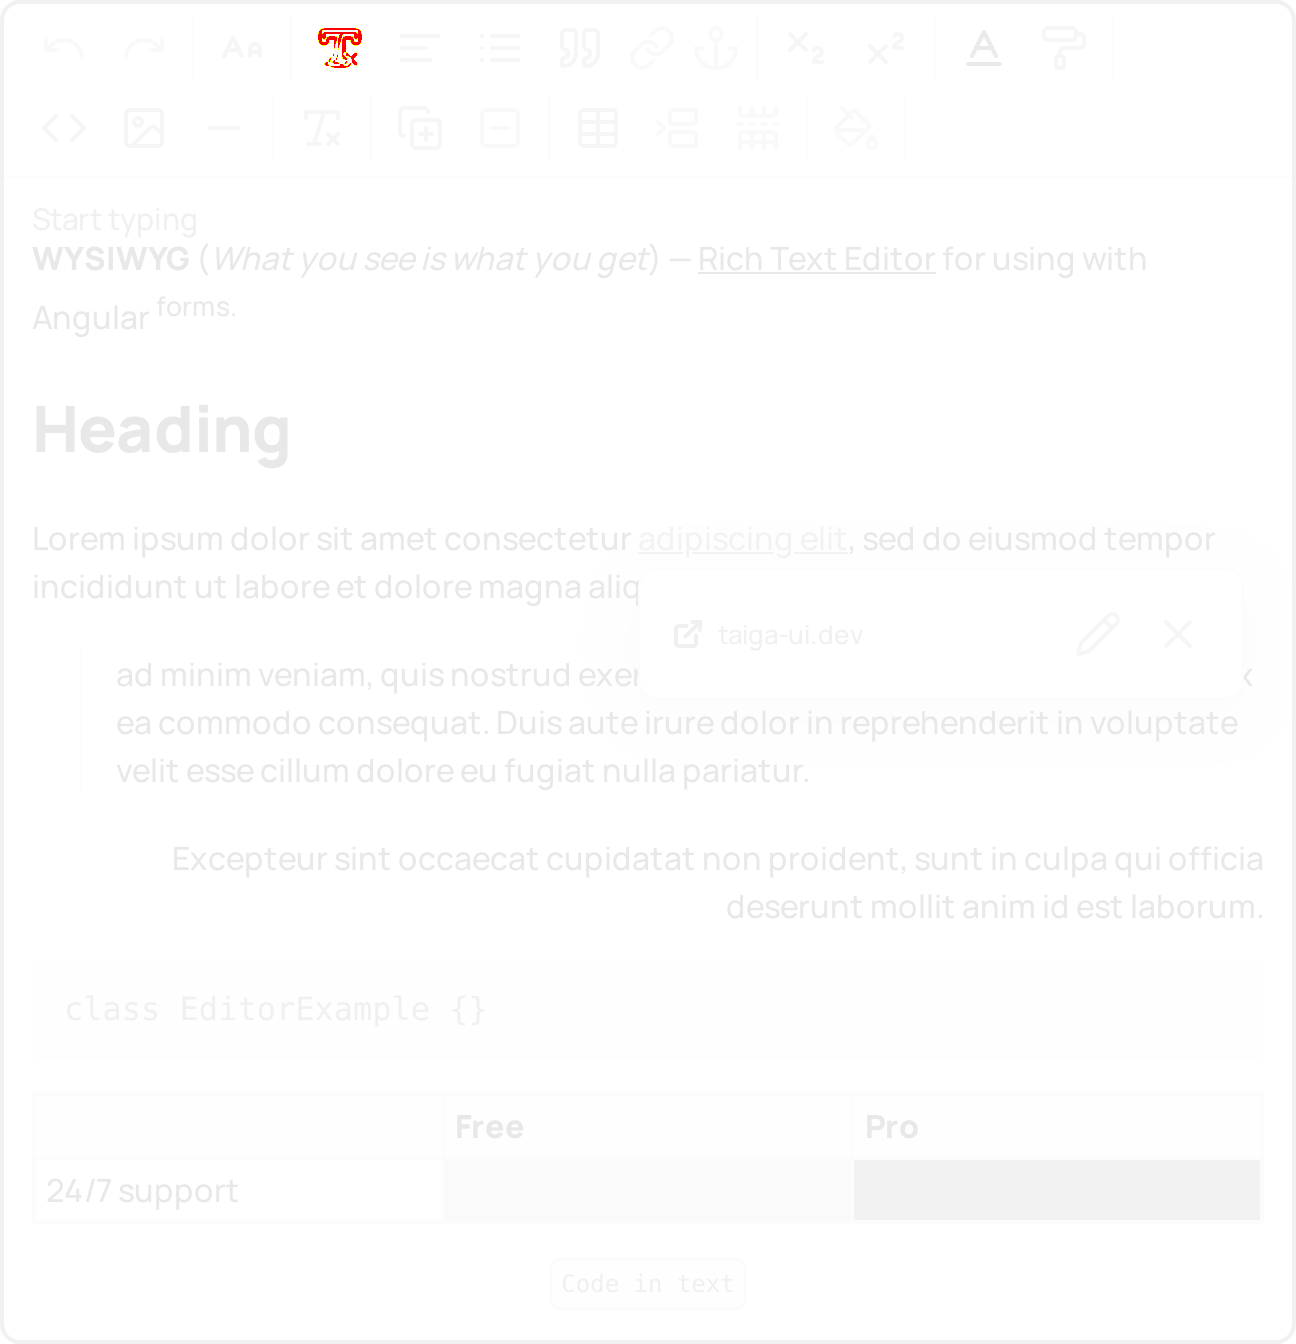 Start typing
WYSIWYG (What you see is what you get) — Rich Text Editor for using with
Angular forms.
Heading
Lorem ipsum dolor sit amet consectetur adipiscing elit, sed do eiusmod tempor
incididunt ut labore et dolore magna aliq
taiga-ui.dev
ad minim veniam, quis nostrud exer
ea commodo consequat. Duis aute irure dolor in reprehenderit in voluptate
velit esse cillum dolore eu fugiat nulla pariatur.
Excepteur sint occaecat cupidatat non proident, sunt in culpa qui officia
deserunt mollit anim id est laborum.
class EditorExample {}
Free Pro
24/7 support
Code in text